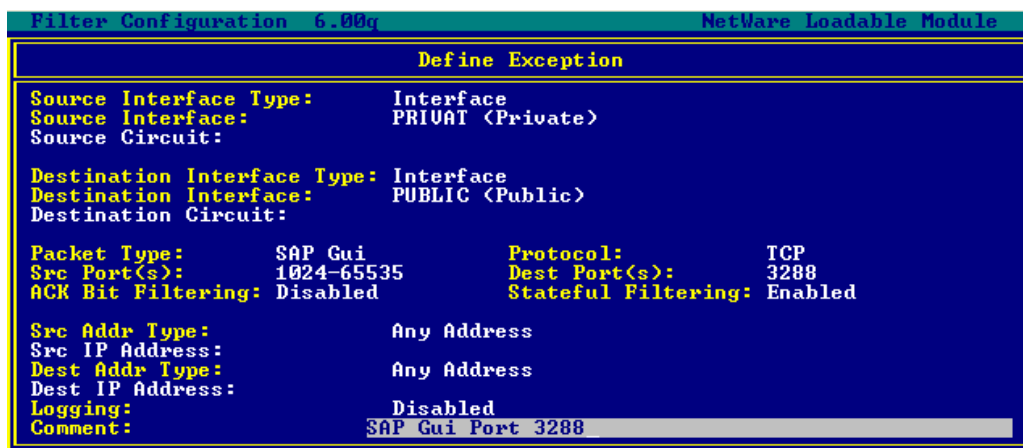 Filter Configuration 6.00q NetWare Loadable Module
Define Exception
Source Interface Type: Interface
Source Interface: PRIVAT (Private)
Source Circuit:
Destination Interface Type: Interface
Destination Interface: PUBLIC (Public)
Destination Circuit:
Packet Type: SAP Gui Protocol: TCP
Src Port(s): 1024-65535 Dest Port(s): 3288
ACK Bit Filtering: Disabled Stateful Filtering: Enabled
Src Addr Type: Any Address
Src IP Address:
Dest Addr Type: Any Address
Dest IP Address:
Logging: Disabled
Comment: SAP Gui Port 3288_